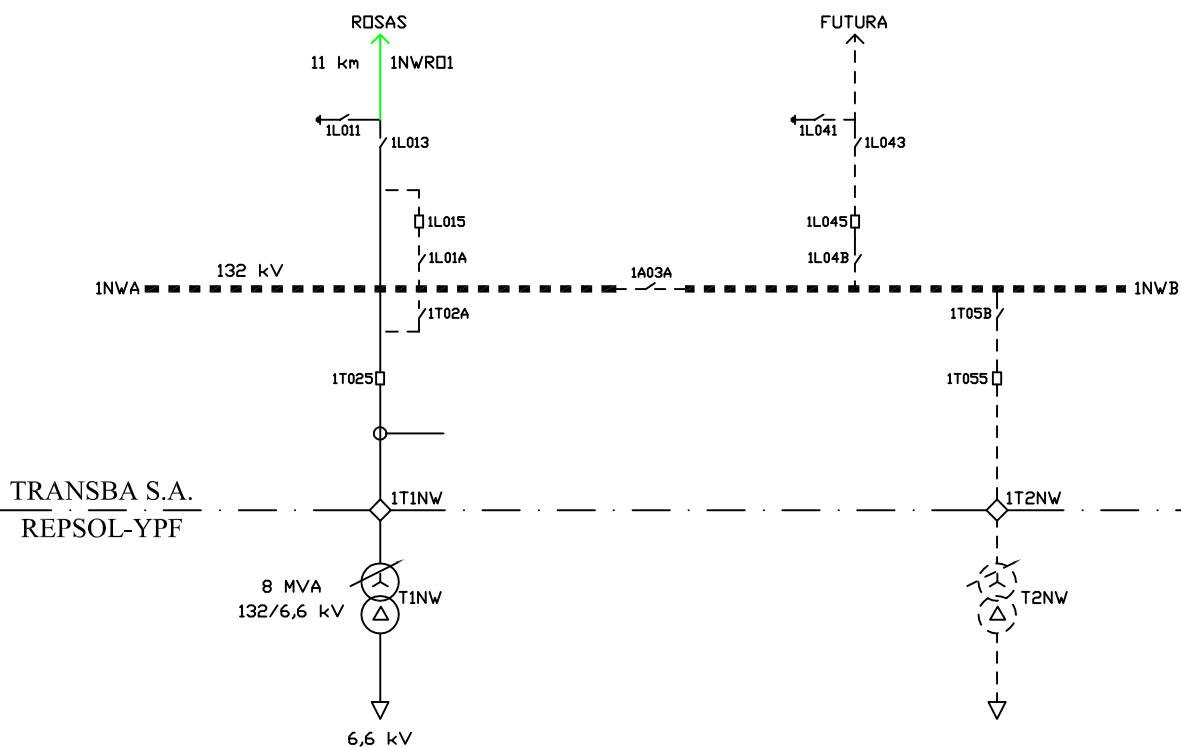 ROSAS
FUTURA
11 km
1NWRO1
1L011
1L013
1L041
1L043
1L015
1L045
1L01A
1L04B
132 kV
1A03A
1NWA
1NWB
1T02A
1T05B
1T025
1T055
TRANSBA S.A.
1T1NW
1T2NW
REPSOL-YPF
8 MVA
132/6,6 kV
T1NW
T2NW
6,6 kV